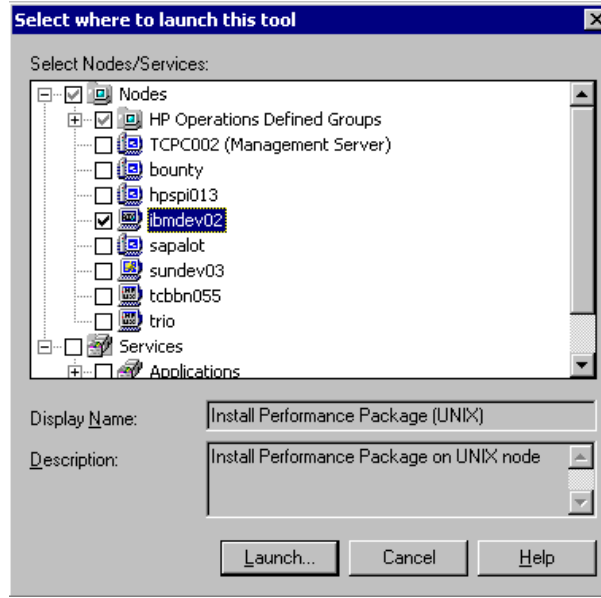 Select where to launch this tool
Select Nodes/Services:
Nodes
HP Operations Defined Groups
TCPC002 (Management Server)
bounty
hpspi013
ibmdev02
sapalot
sundev03
tcbbn055
trio
Services
Applications
Display Name:
Install Performance Package (UNIX)
Description:
Install Performance Package on UNIX node
Launch...
Cancel
Help